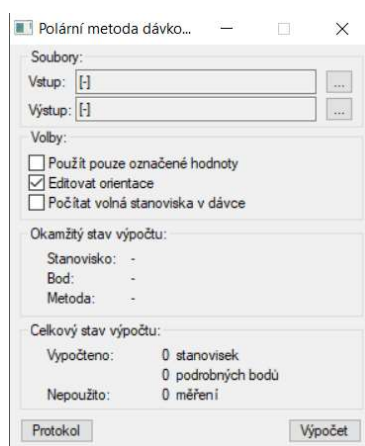 Polární metoda dávko...
Soubory:
Vstup: [-] ...
Výstup: [-] ...
Volby:
Použít pouze označené hodnoty
Editovat orientace
Počítat volná stanoviska v dávce
Okamžitý stav výpočtu:
Stanovisko: -
Bod: -
Metoda: -
Celkový stav výpočtu:
Vypočteno: 0 stanovisek
0 podrobných bodů
Nepoužito: 0 měření
Protokol Výpočet